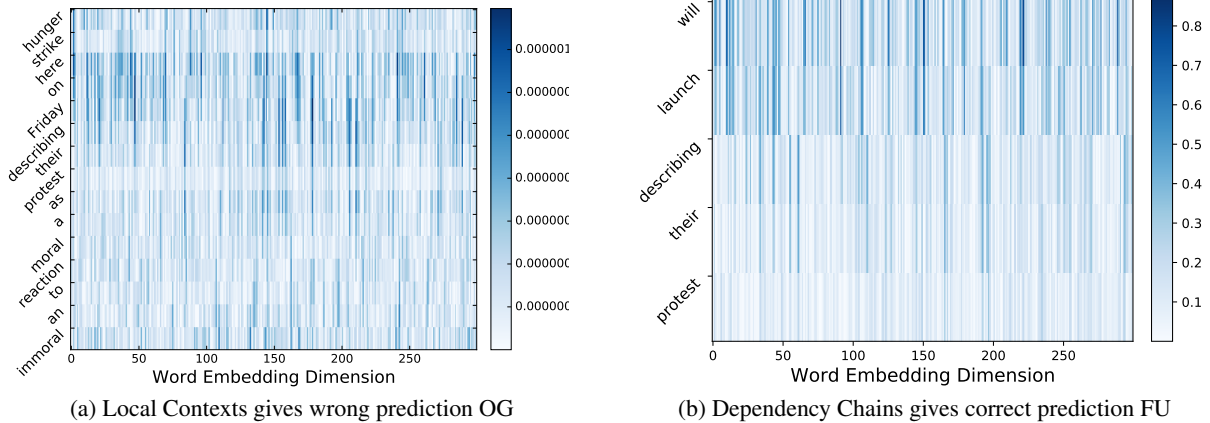 hunger
strike
here
on
Friday
describing
their
protest
as
a
moral
reaction
to
an
immoral
0.0000001
0.000000
0.000000
0.000000
0.000000
0.000000
0.000000
0 50 100 150 200 250
Word Embedding Dimension
(a) Local Contexts gives wrong prediction OG
will
launch
describing
their
protest
0.8
0.7
0.6
0.5
0.4
0.3
0.2
0.1
0 50 100 150 200 250
Word Embedding Dimension
(b) Dependency Chains gives correct prediction FU